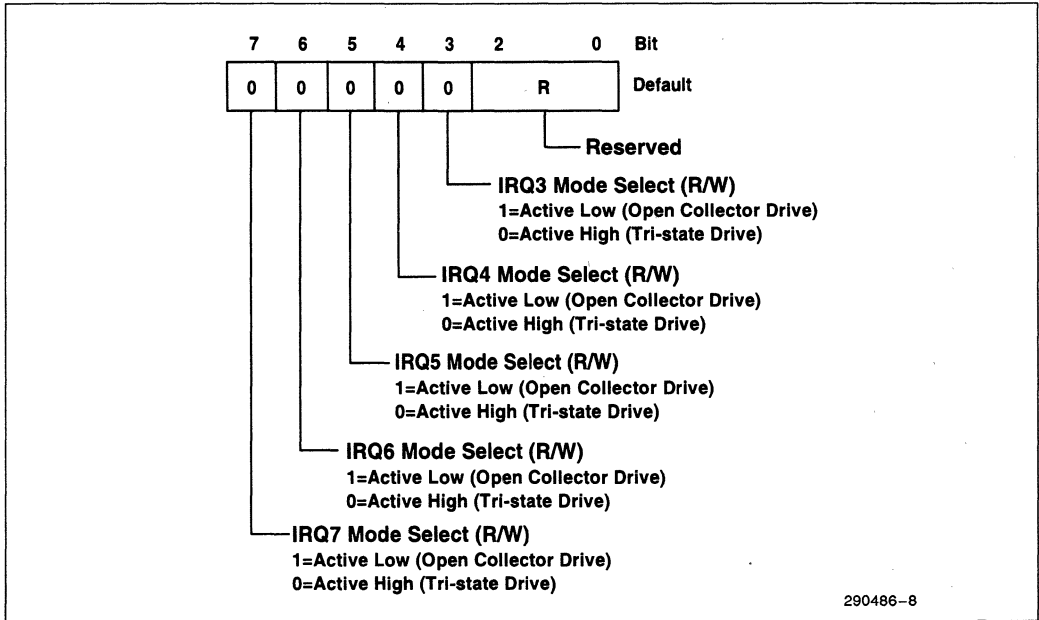 7 6 5 4 3 2 0 Bit
0 0 0 0 0 R Default
Reserved
IRQ3 Mode Select (R/W)
1=Active Low (Open Collector Drive)
0=Active High (Tri-state Drive)
IRQ4 Mode Select (R/W)
1=Active Low (Open Collector Drive)
0=Active High (Tri-state Drive)
IRQ5 Mode Select (R/W)
1=Active Low (Open Collector Drive)
0=Active High (Tri-state Drive)
IRQ6 Mode Select (R/W)
1=Active Low (Open Collector Drive)
0=Active High (Tri-state Drive)
IRQ7 Mode Select (R/W)
1=Active Low (Open Collector Drive)
0=Active High (Tri-state Drive)
290486–8